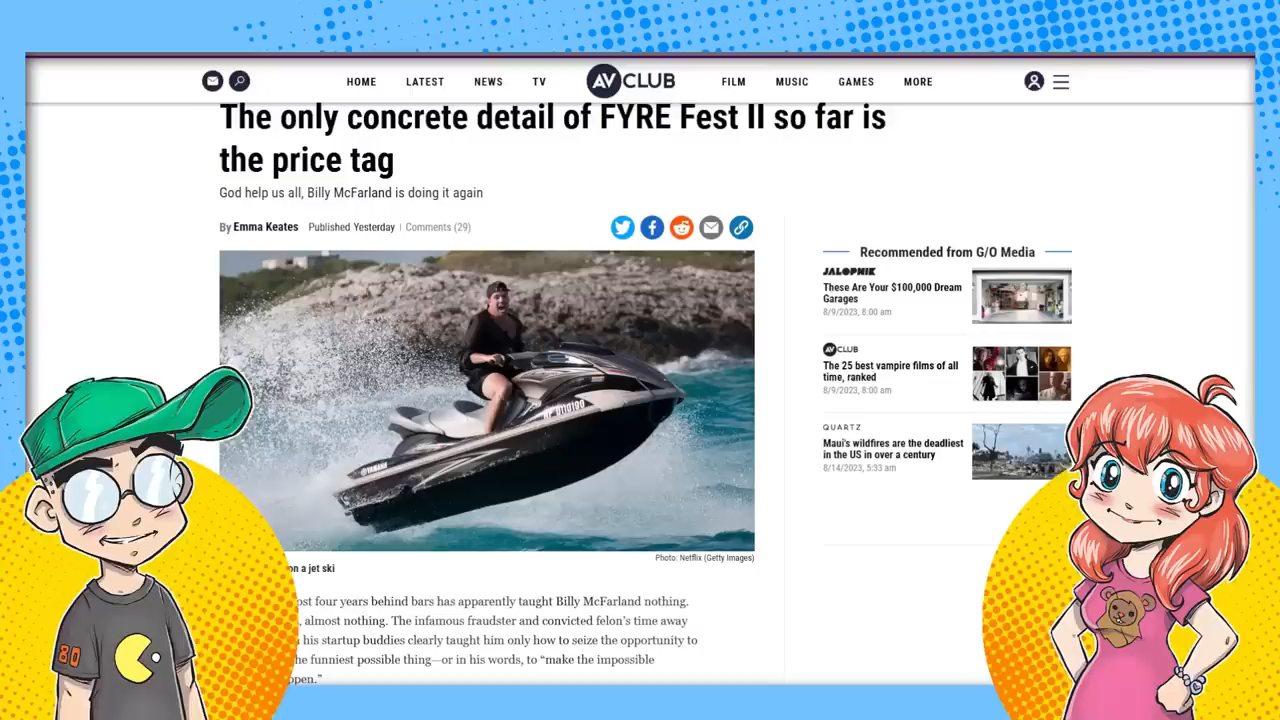 HOME LATEST NEWS TV AV CLUB FILM MUSIC GAMES MORE
The only concrete detail of FYRE Fest II so far is
the price tag
God help us all, Billy McFarland is doing it again
By Emma Keates Published Yesterday | Comments (29)
YAMAHA
Photo: Netflix (Getty Images)
on a jet ski
ost four years behind bars has apparently taught Billy McFarland nothing.
, almost nothing. The infamous fraudster and convicted felon's time away
his startup buddies clearly taught him only how to seize the opportunity to
he funniest possible thing—or in his words, to “make the impossible
open.”
Recommended from G/O Media
JALOPNIK
These Are Your $100,000 Dream
Garages
8/9/2023, 8:00 am
AV CLUB
The 25 best vampire films of all
time, ranked
8/9/2023, 8:00 am
QUARTZ
Maui's wildfires are the deadliest
in the US in over a century
8/14/2023, 5:33 am
80